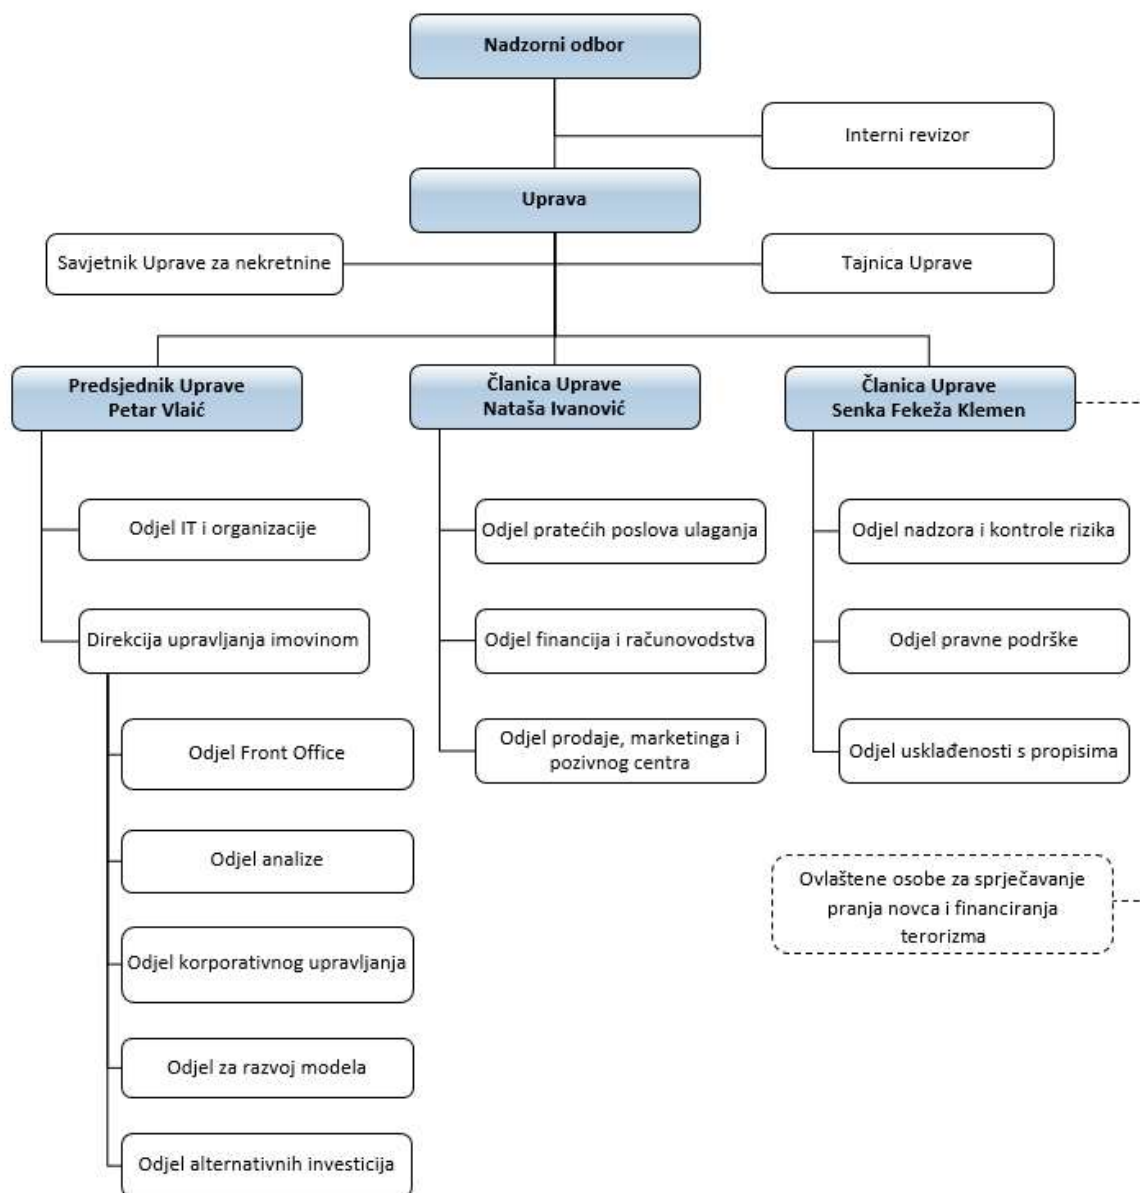 Nadzorni odbor
Interni revizor
Uprava
Savjetnik Uprave za nekretnine
Tajnica Uprave
Predsjednik Uprave
Petar Vlaić
Članica Uprave
Nataša Ivanović
Članica Uprave
Senka Fekeža Klemen
Odjel IT i organizacije
Direkcija upravljanja imovinom
Odjel Front Office
Odjel analize
Odjel korporativnog upravljanja
Odjel za razvoj modela
Odjel alternativnih investicija
Odjel pratećih poslova ulaganja
Odjel financija i računovodstva
Odjel prodaje, marketinga i
pozivnog centra
Odjel nadzora i kontrole rizika
Odjel pravne podrške
Odjel usklađenosti s propisima
Ovlaštene osobe za sprječavanje
pranja novca i financiranja
terorizma